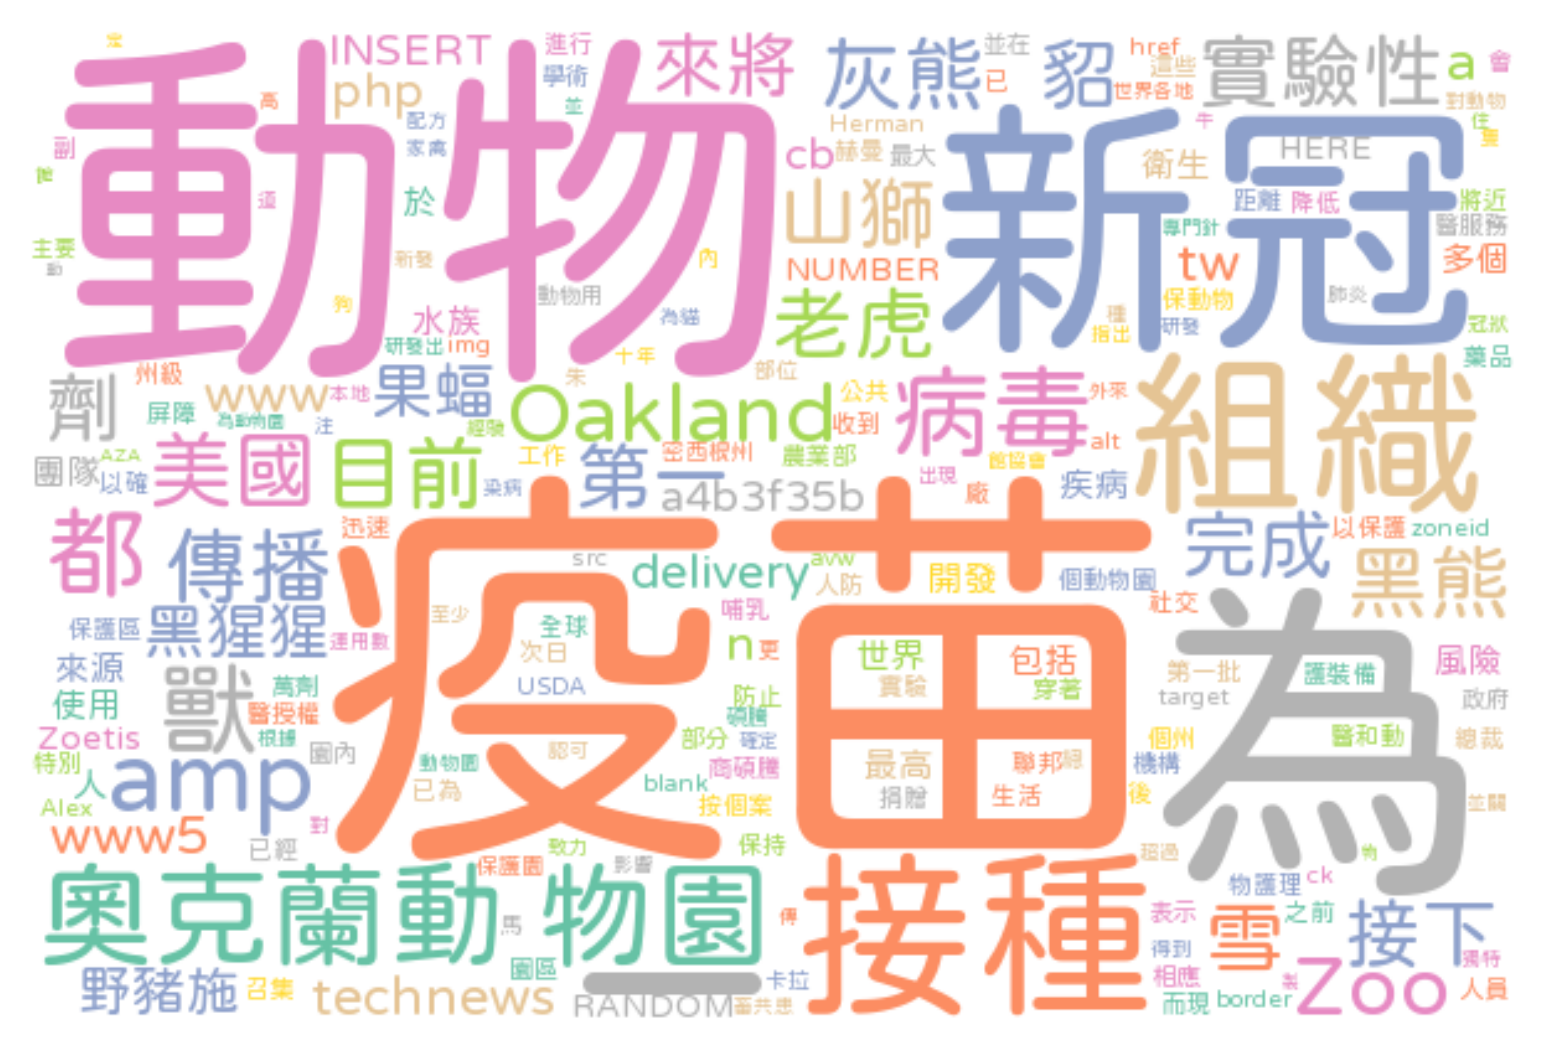 INSERT
進行
來將
灰熊
並在
貂
href
實驗性
a
會
php
學術
已
這些
世界各地
對動物
高
並
動物
配方
Herman
牛
新冠
住
隻
副
家禽
cb
赫曼
最大
衛生
HERE
道
於
山獅
距離
降低
將近
醫服務
主要
動
新發
內
NUMBER
專門針
tw
多個
夠
動物用
保動物
肺炎
水族
為貓
老虎
種
指出
研發
冠狀
研發出
img
十年
藥品
州級
朱
部位
劑
www
本地
果蝠
Oakland
公共
病毒
外來
組織
屏障
為動物園
注
經驗
收到
alt
AZA
美國
目前
工作
第一
密西根州
農業部
館協會
團隊
以確
染病
a4b3f35b
出現
廠
疾病
都
傳播
迅速
疫苗
完成
以保護
zoneid
src
delivery
avw
人防
開發
個動物園
黑熊
至少
哺乳
社交
為
保護區
黑猩猩
運用數
全球
n
更
世界
包括
來源
次日
實驗
穿著
第一批
護裝備
風險
獸
萬劑
USDA
防止
target
政府
使用
醫授權
碩騰
Zoetis
根據
園內
認可
部分
確定
個州
醫和動
總裁
特別
人
amp
動物園
商碩騰
最高
聯邦
機構
已為
blank
捐贈
生活
後
Alex
按個案
並關
www5
對
已經
致力
保持
超過
物
保護園
影響
奧克蘭動物園
接種
物護理
ck
馬
傳
表示
雪
之前
接下
得到
獨特
園區
卡拉
相應
野豬施
召集
technews
RANDOM
畜共患
而現
border
製
Zoo
人員